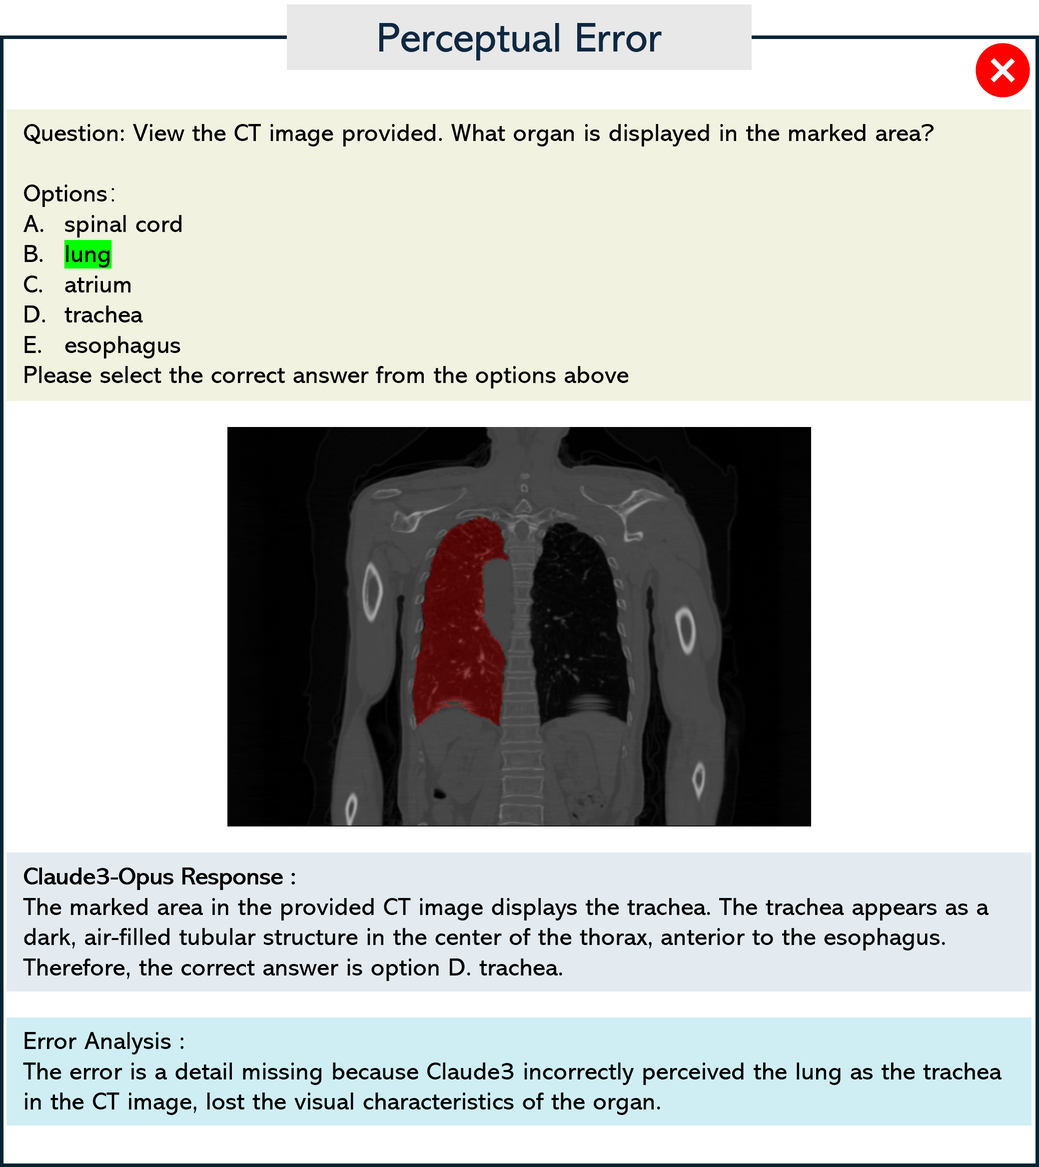 Perceptual Error
Question: View the CT image provided. What organ is displayed in the marked area?
Options:
A. spinal cord
B. lung
C. atrium
D. trachea
E. esophagus
Please select the correct answer from the options above
Claude3-Opus Response :
The marked area in the provided CT image displays the trachea. The trachea appears as a
dark, air-filled tubular structure in the center of the thorax, anterior to the esophagus.
Therefore, the correct answer is option D. trachea.
Error Analysis :
The error is a detail missing because Claude3 incorrectly perceived the lung as the trachea
in the CT image, lost the visual characteristics of the organ.